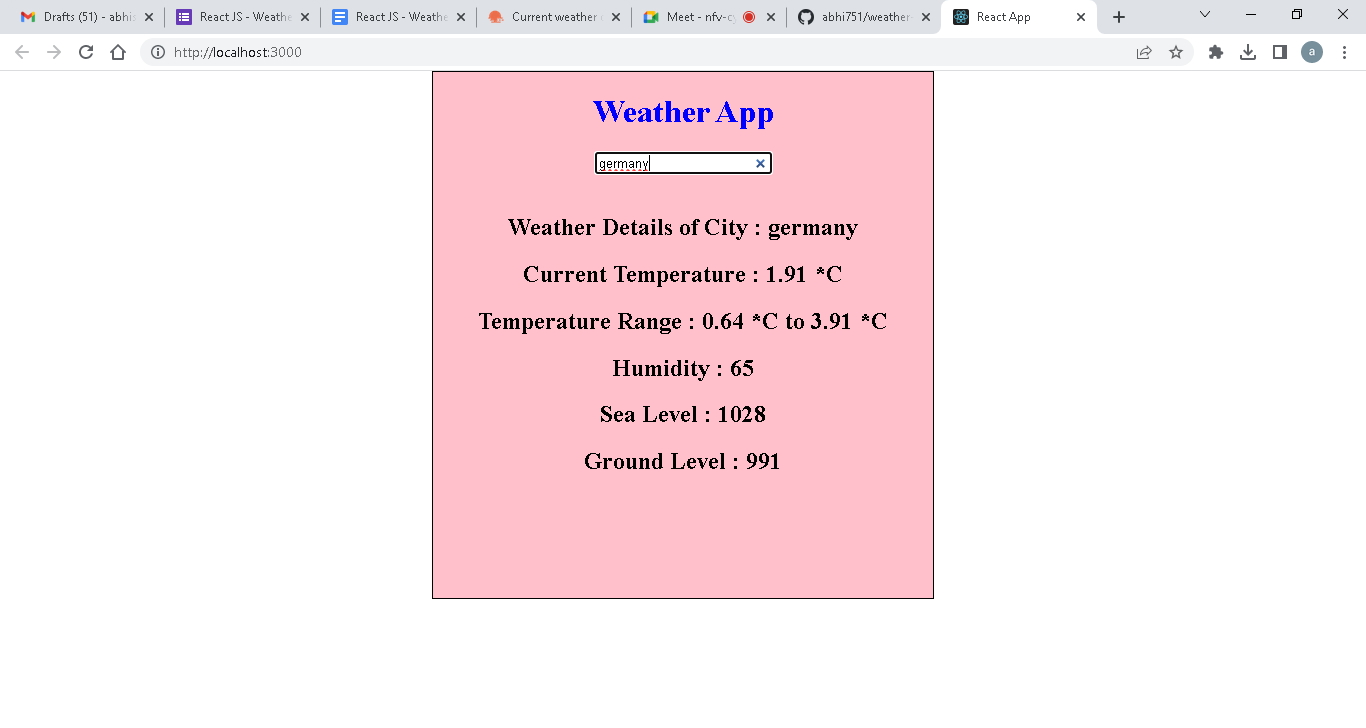 Drafts (51) - abhis
React JS - Weathe
React JS - Weathe
Current weather
Meet - nfv-cy
abhi751/weather
React App
http://localhost:3000
a
Weather App
germany
Weather Details of City : germany
Current Temperature : 1.91 *C
Temperature Range : 0.64 *C to 3.91 *C
Humidity : 65
Sea Level : 1028
Ground Level : 991